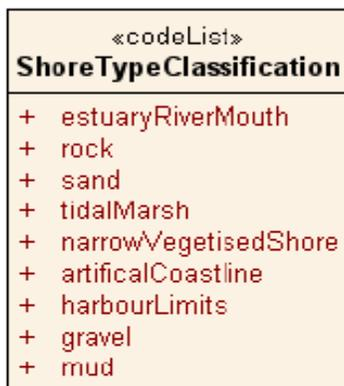 «codeList»
ShoreTypeClassification
+ estuaryRiverMouth
+ rock
+ sand
+ tidalMarsh
+ narrowVegetisedShore
+ artificalCoastline
+ harbourLimits
+ gravel
+ mud